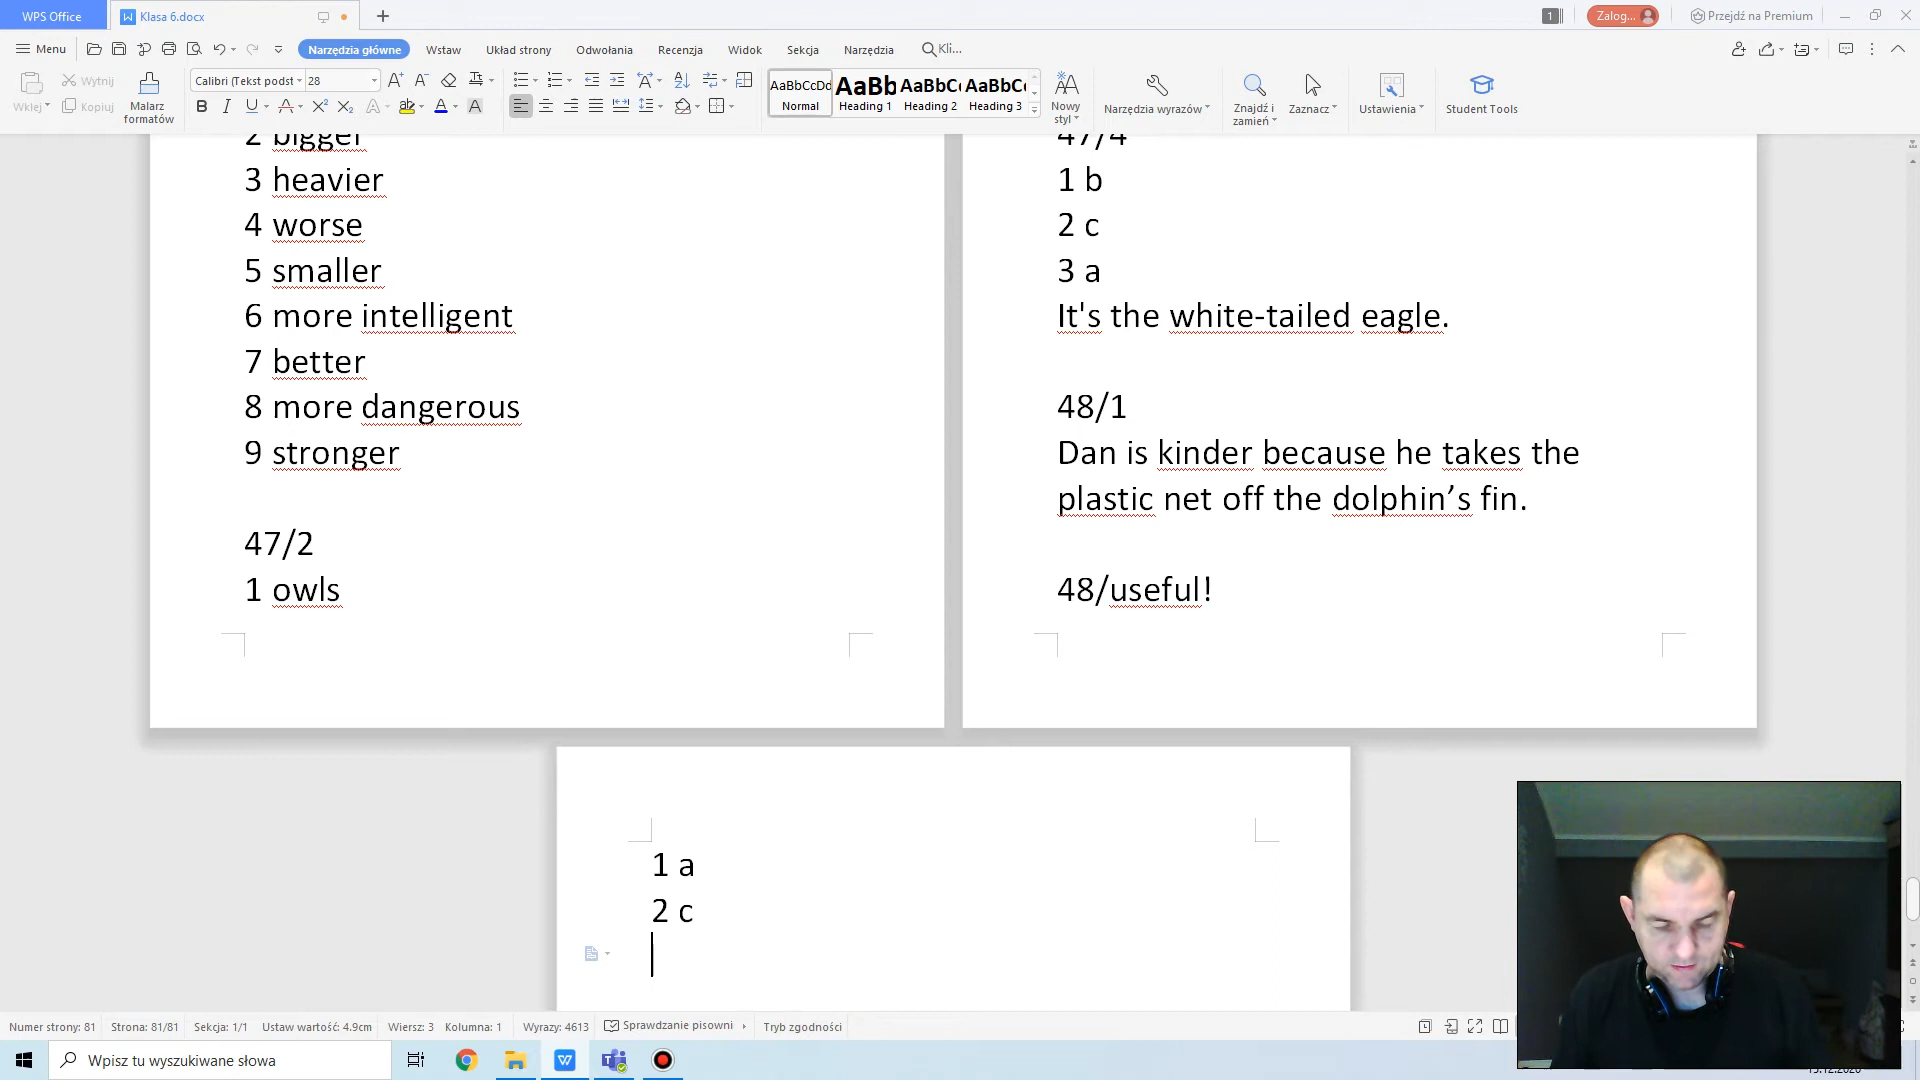 WPS Office
Klasa 6.docx
1
Zalog...
Przejdź na Premium
Menu
Narzędzia główne
Wstaw
Układ strony
Odwołania
Recenzja
Widok
Sekcja
Narzędzia
Kli...
Wklej
Wytnij
Kopiuj
Malarz
formatów
Calibri (Tekst podst
28
AaBbCcDd
Normal
AaBb
Heading 1
AaBbC
Heading 2
AaBbC
Heading 3
Nowy
styl
Narzędzia wyrazów
Znajdź i
zamień
Zaznacz
Ustawienia
Student Tools
2 bigger
3 heavier
4 worse
5 smaller
6 more intelligent
7 better
8 more dangerous
9 stronger
47/2
1 owls
47/4
1 b
2 c
3 a
It's the white-tailed eagle.
48/1
Dan is kinder because he takes the
plastic net off the dolphin’s fin.
48/useful!
1 a
2 c
Numer strony: 81
Strona: 81/81
Sekcja: 1/1
Ustaw wartość: 4.9cm
Wiersz: 3
Kolumna: 1
Wyrazy: 4613
Sprawdzanie pisowni
Tryb zgodności
Wpisz tu wyszukiwane słowa